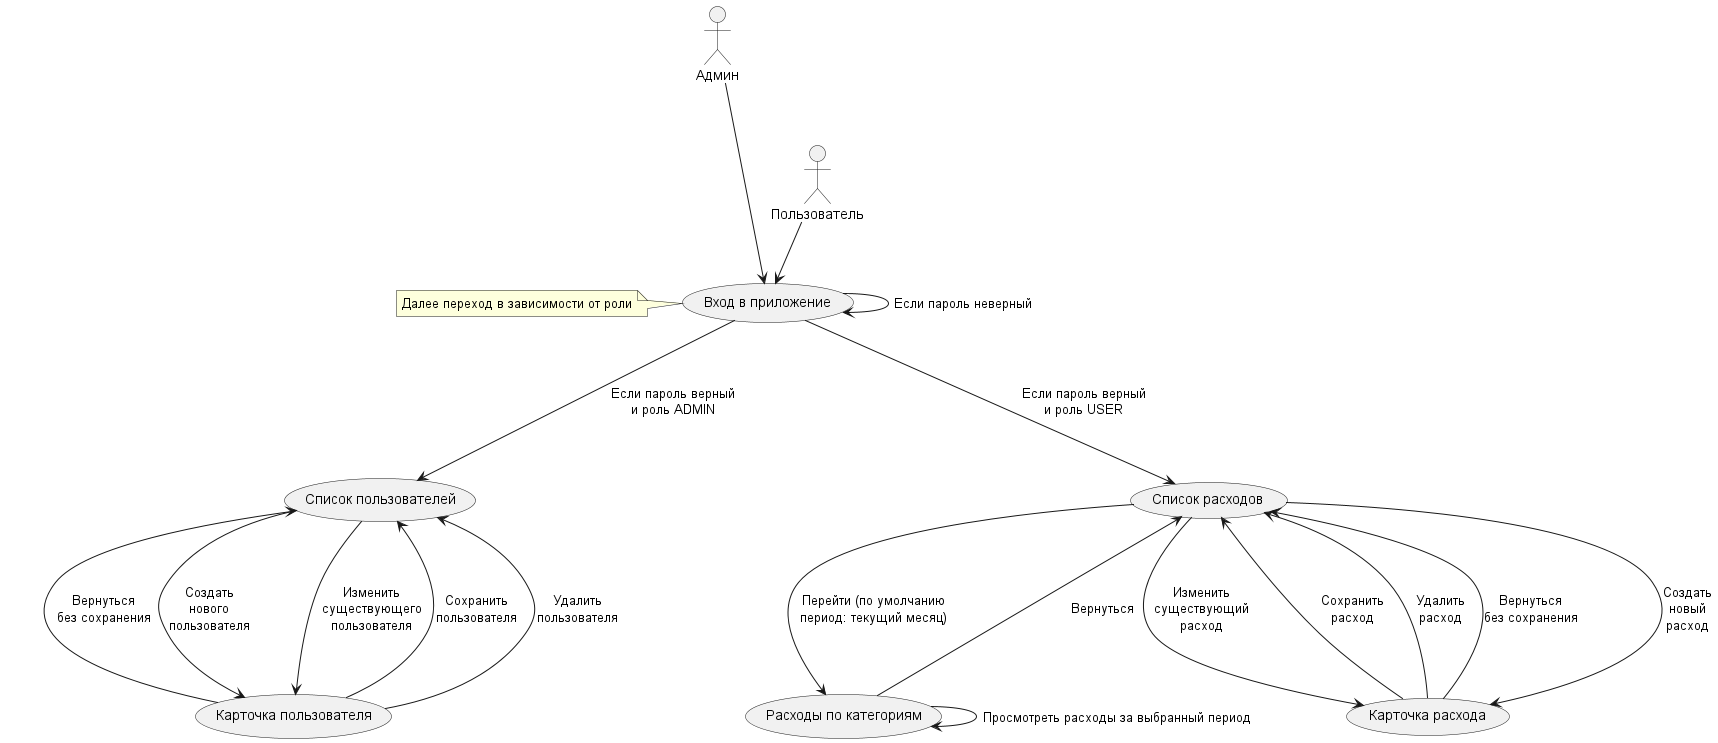 Админ
Пользователь
Далее переход в зависимости от роли
Вход в приложение
Если пароль неверный
Если пароль верный
и роль ADMIN
Если пароль верный
и роль USER
Список пользователей
Список расходов
Вернуться
без сохранения
Создать
нового
пользователя
Изменить
существующего
пользователя
Сохранить
пользователя
Удалить
пользователя
Перейти (по умолчанию
период: текущий месяц)
Вернуться
Изменить
существующий
расход
Сохранить
расход
Удалить
расход
Вернуться
без сохранения
Создать
новый
расход
Карточка пользователя
Расходы по категориям
Просмотреть расходы за выбранный период
Карточка расхода